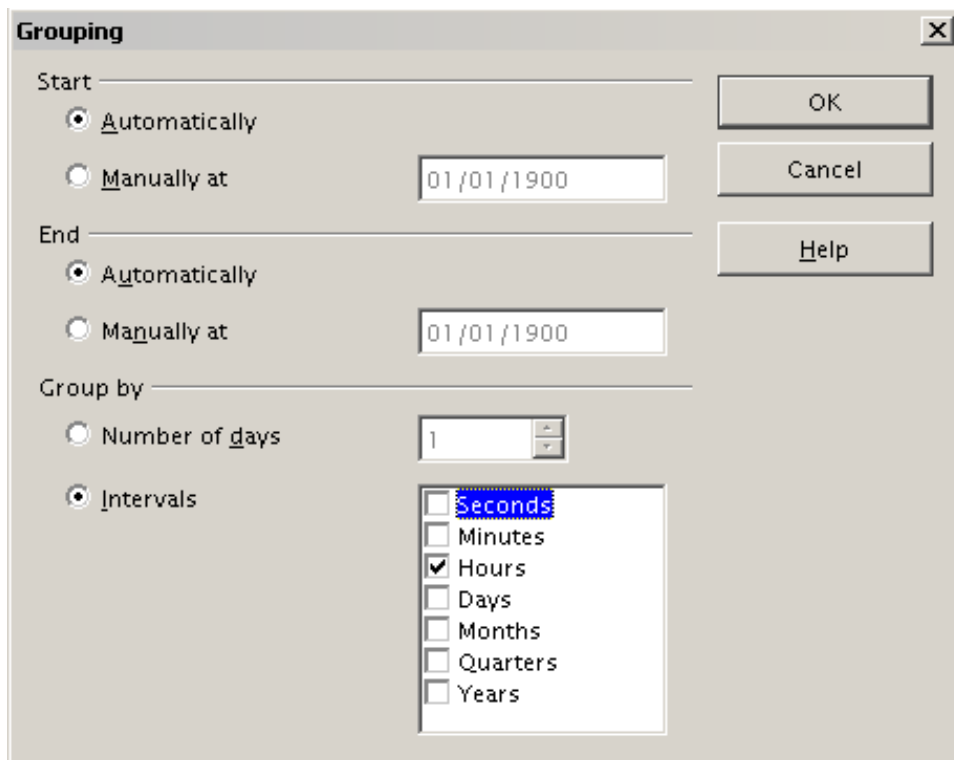 Grouping
Start
Automatically
Manually at 01/01/1900
OK
Cancel
Help
End
Automatically
Manually at 01/01/1900
Group by
Number of days 1
Intervals
Seconds
Minutes
Hours
Days
Months
Quarters
Years